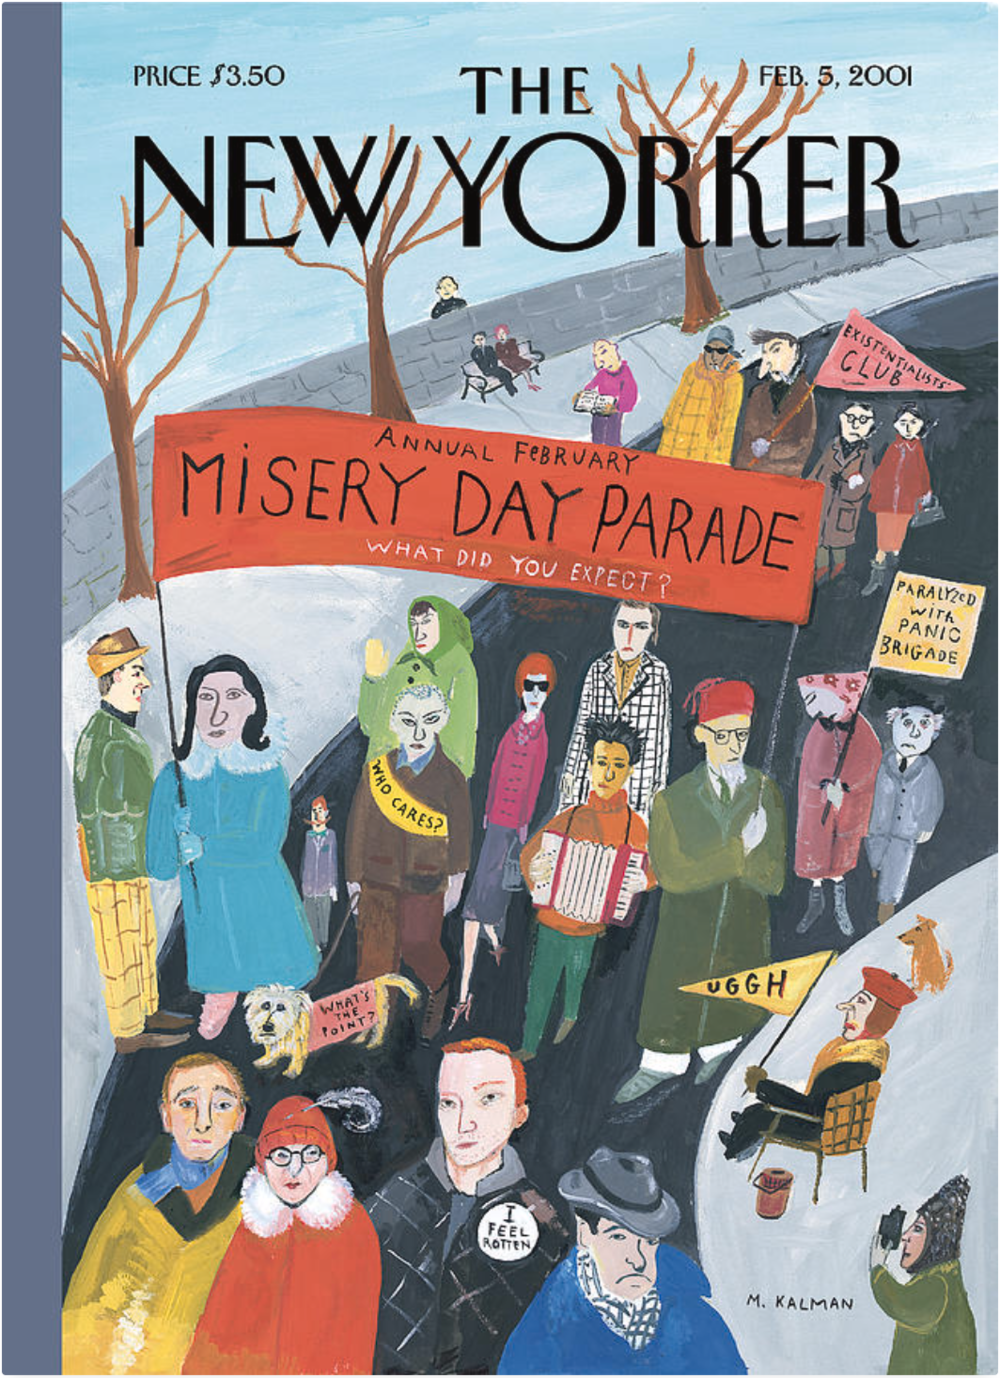 PRICE $3.50
FEB. 5, 2001
THE
NEW YORKER
EXISTENTIALISTS'
CLUB
ANNUAL FEBRUARY
MISERY DAY PARADE
WHAT DID YOU EXPECT?
PARALYZED
WITH
PANIC
BRIGADE
WHO CARES?
WHAT'S
THE
POINT?
UGGH
I
FEEL
ROTTEN
M. KALMAN